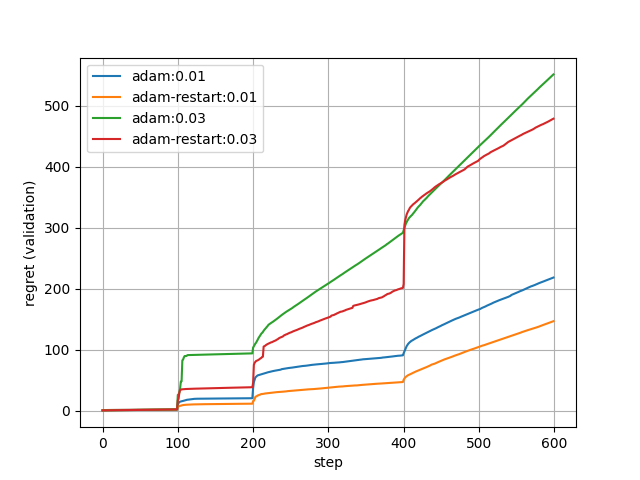 adam:0.01
adam-restart:0.01
adam:0.03
adam-restart:0.03
500
400
300
200
100
0
regret (validation)
0 100 200 300 400 500 600
step